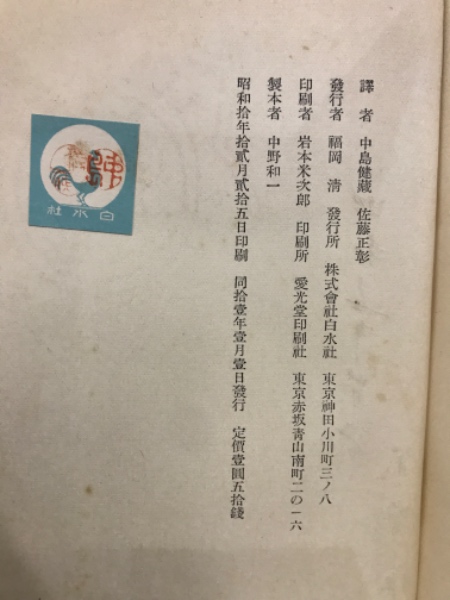 譯者 中島健藏 佐藤正彰
發行者 福岡淸 發行所 株式會社白水社 東京神田小川町三ノ八
印刷者 岩本米次郎 印刷所 愛光堂印刷社 東京赤坂靑山南町二の一六
製本者 中野和一
昭和拾年拾貳月貳拾五日印刷 同拾壹年壹月壹日發行 定價壹圓五拾錢
白水社